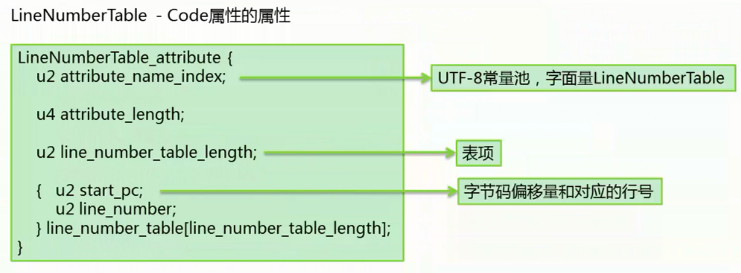 LineNumberTable - Code属性的属性
LineNumberTable_attribute {
u2 attribute_name_index;
UTF-8常量池，字面量LineNumberTable
u4 attribute_length;
u2 line_number_table_length;
表项
{ u2 start_pc;
字节码偏移量和对应的行号
u2 line_number;
} line_number_table[line_number_table_length];
}